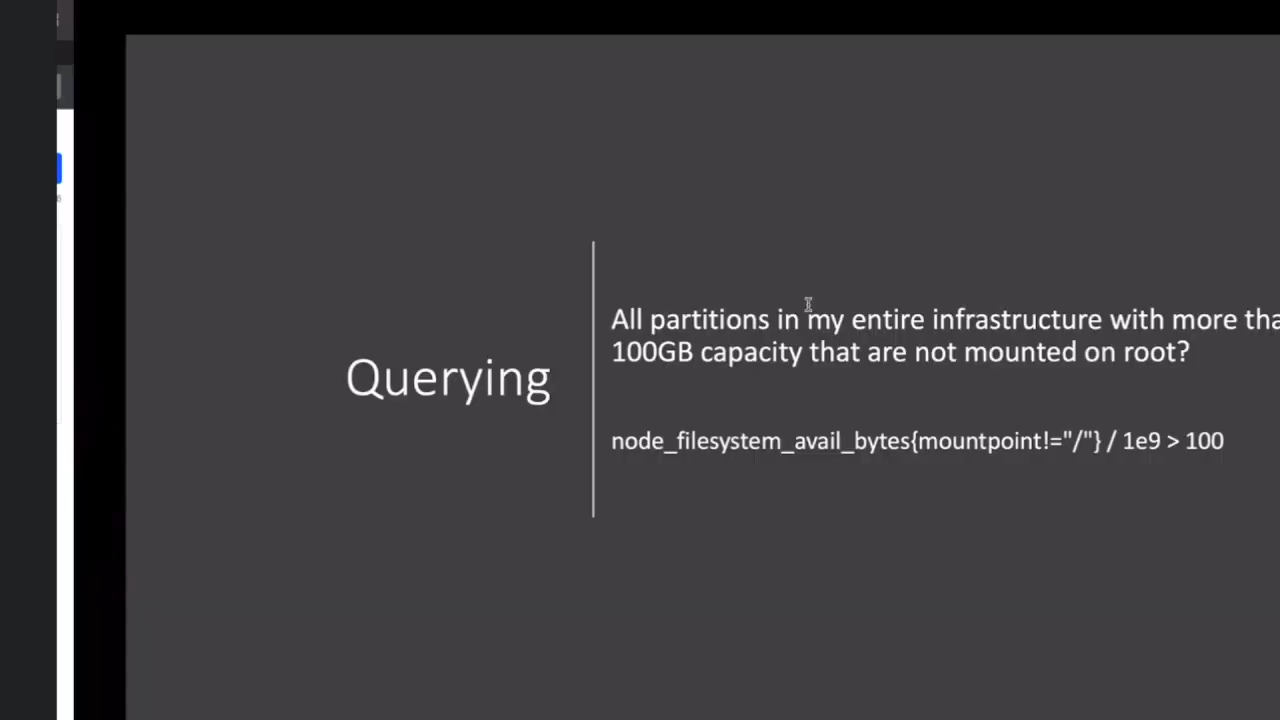 Querying
All partitions in my entire infrastructure with more
100GB capacity that are not mounted on root?
node_filesystem_avail_bytes{mountpoint!="/"} / 1e9 > 100